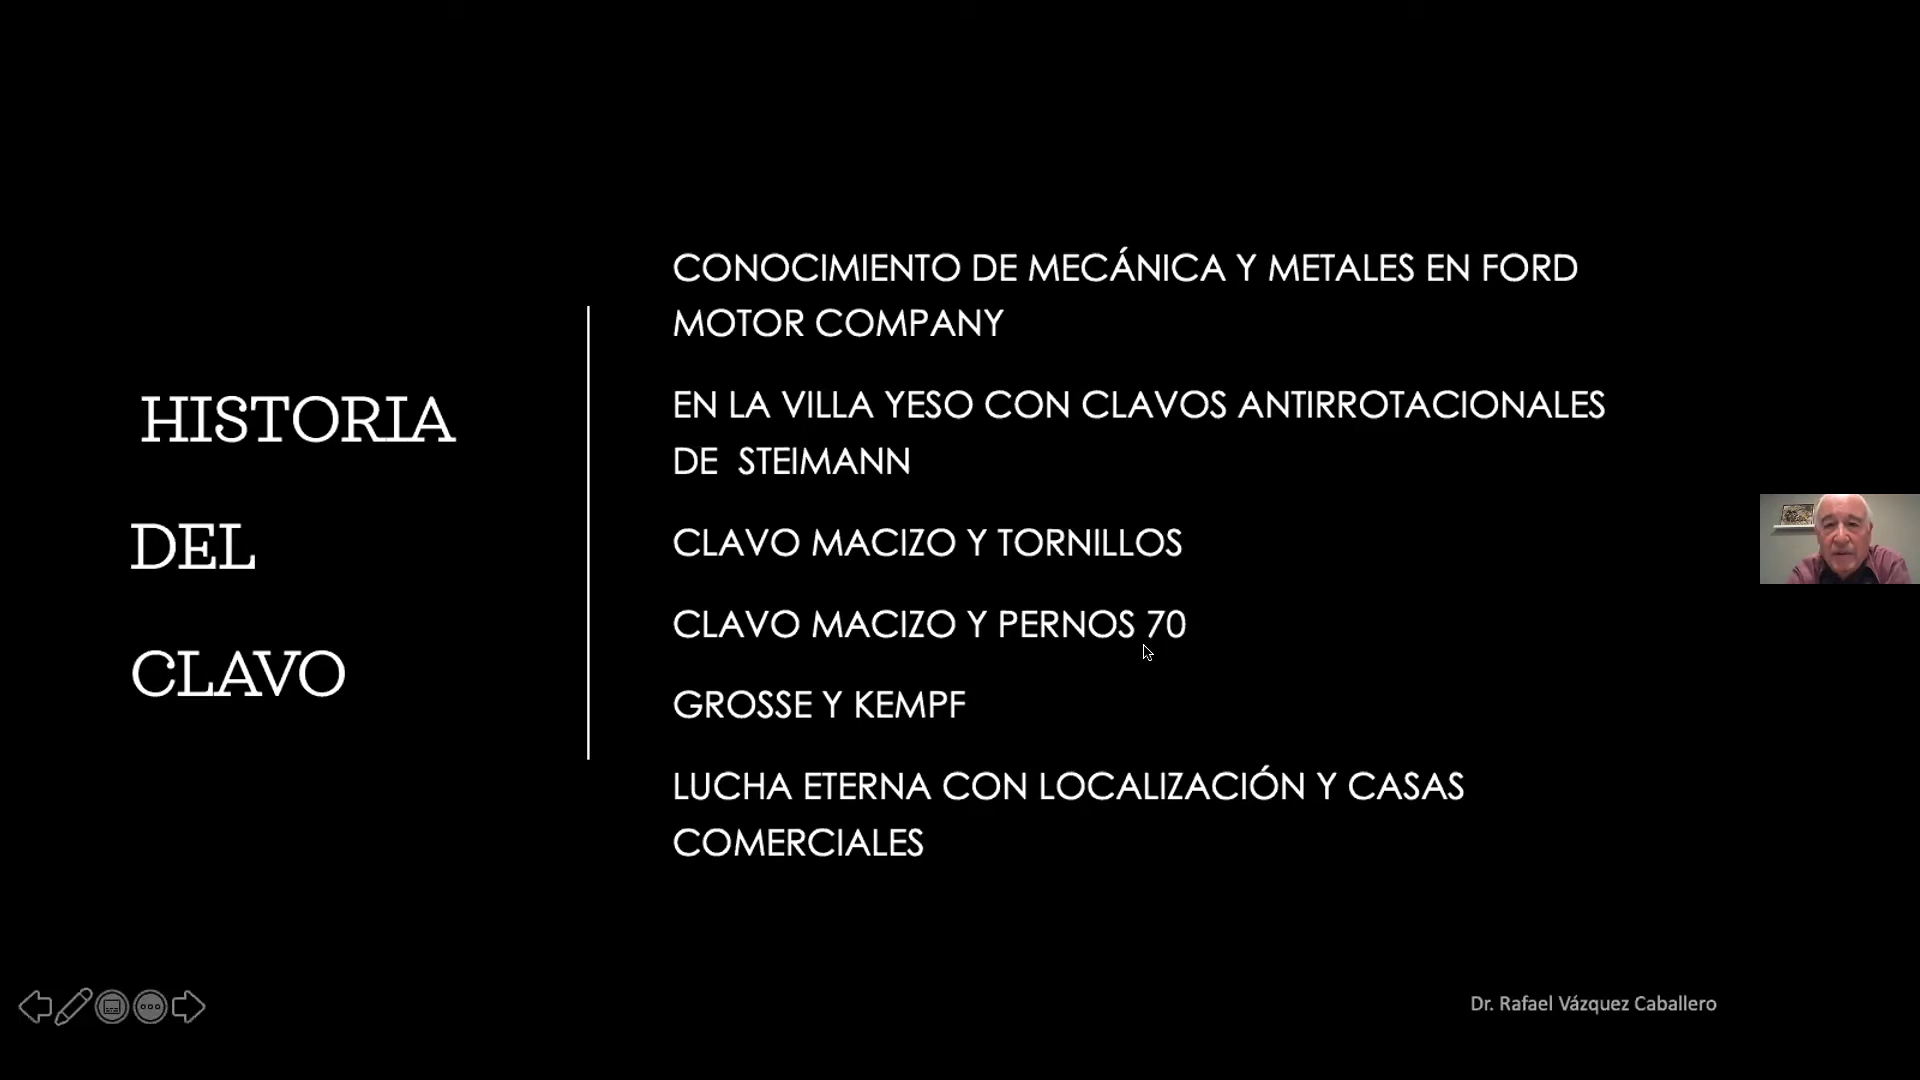 HISTORIA
DEL
CLAVO
CONOCIMIENTO DE MECÁNICA Y METALES EN FORD
MOTOR COMPANY
EN LA VILLA YESO CON CLAVOS ANTIRROTACIONALES
DE STEIMANN
CLAVO MACIZO Y TORNILLOS
CLAVO MACIZO Y PERNOS 70
GROSSE Y KEMPF
LUCHA ETERNA CON LOCALIZACIÓN Y CASAS
COMERCIALES
Dr. Rafael Vázquez Caballero